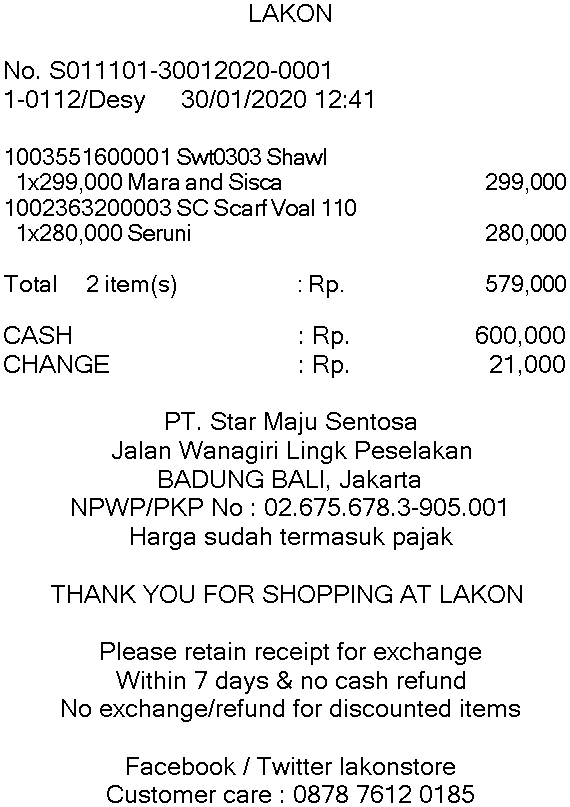 LAKON
No. S011101-30012020-0001
1-0112/Desy 30/01/2020 12:41
1003551600001 Swt0303 Shawl
1x299,000 Mara and Sisca 299,000
1002363200003 SC Scarf Voal 110
1x280,000 Seruni 280,000
Total 2 item(s) : Rp. 579,000
CASH : Rp. 600,000
CHANGE : Rp. 21,000
PT. Star Maju Sentosa
Jalan Wanagiri Lingk Peselakan
BADUNG BALI, Jakarta
NPWP/PKP No : 02.675.678.3-905.001
Harga sudah termasuk pajak
THANK YOU FOR SHOPPING AT LAKON
Please retain receipt for exchange
Within 7 days & no cash refund
No exchange/refund for discounted items
Facebook / Twitter lakonstore
Customer care : 0878 7612 0185